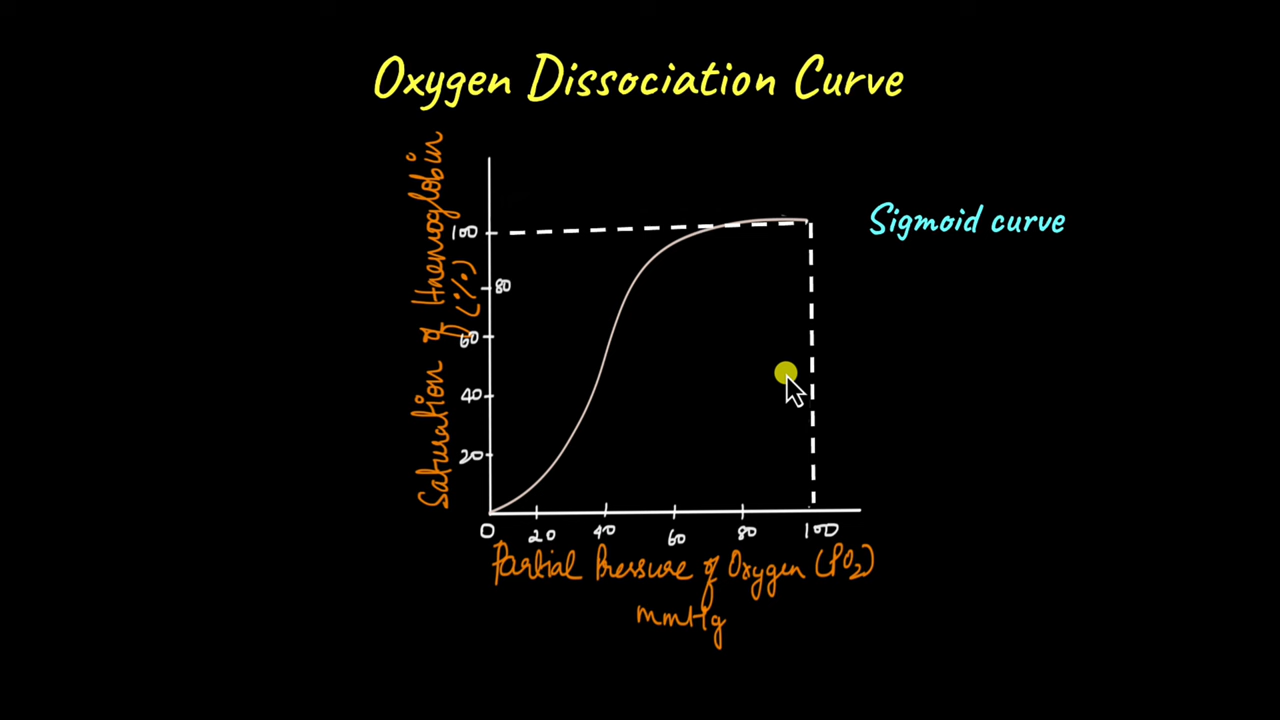 Oxygen Dissociation Curve
Saturation of Haemoglobin
(%)
Sigmoid curve
100
80
60
40
20
0 20 40 60 80 100
Partial Pressure of Oxygen (PO2)
mmHg